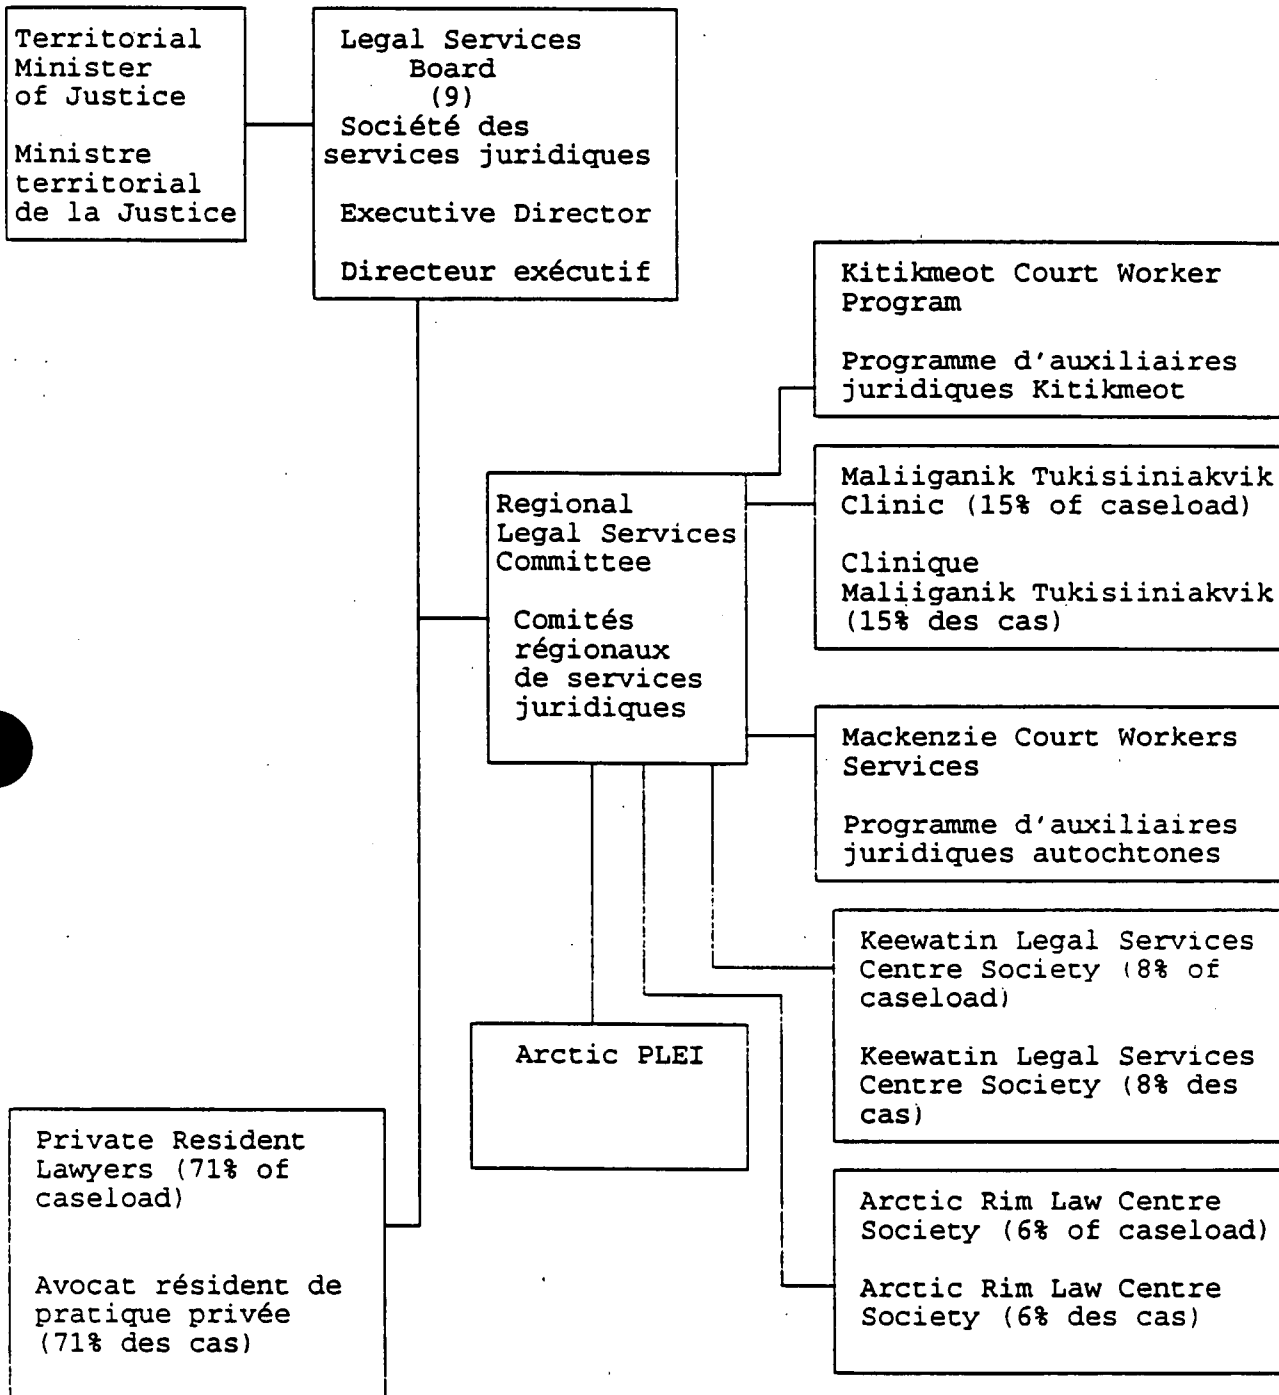 Territorial
Minister
of Justice
Ministre
territorial
de la Justice
Legal Services
Board
(9)
Société des
services juridiques
Executive Director
Directeur exécutif
Kitikmeot Court Worker
Program
Programme d'auxiliaires
juridiques Kitikmeot
Maliiganik Tukisiiniakvik
Clinic (15% of caseload)
Clinique
Maliiganik Tukisiiniakvik
(15% des cas)
Regional
Legal Services
Committee
Comités
régionaux
de services
juridiques
Mackenzie Court Workers
Services
Programme d'auxiliaires
juridiques autochtones
Keewatin Legal Services
Centre Society (8% of
caseload)
Keewatin Legal Services
Centre Society (8% des
cas)
Arctic PLEI
Private Resident
Lawyers (71% of
caseload)
Avocat résident de
pratique privée
(71% des cas)
Arctic Rim Law Centre
Society (6% of caseload)
Arctic Rim Law Centre
Society (6% des cas)